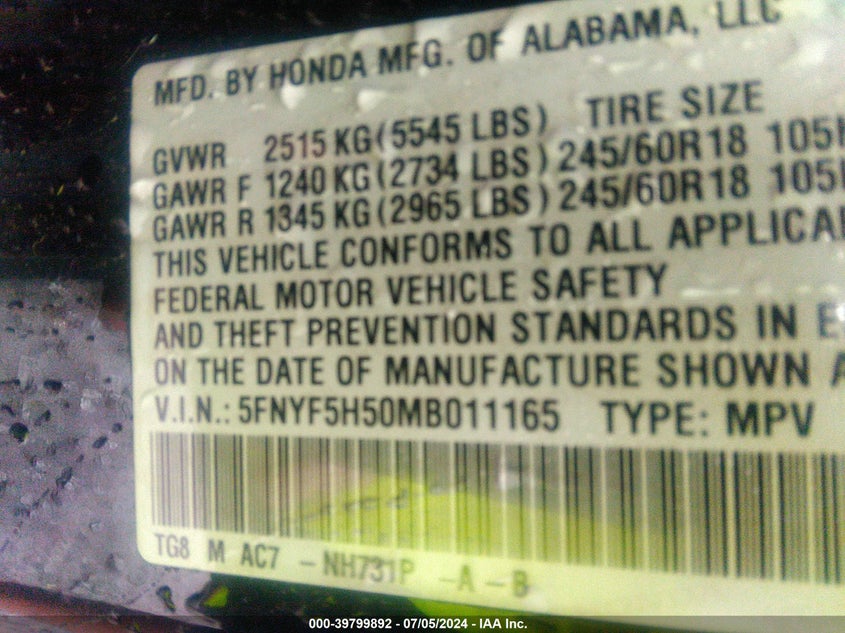 MFD. BY HONDA MFG. OF ALABAMA, LLC
TIRE SIZE
GVWR 2515 KG (5545 LBS)
GAWR F 1240 KG (2734 LBS) 245/60R18 105H
GAWR R 1345 KG (2965 LBS) 245/60R18 105
THIS VEHICLE CONFORMS TO ALL APPLICA
FEDERAL MOTOR VEHICLE SAFETY
AND THEFT PREVENTION STANDARDS IN E
ON THE DATE OF MANUFACTURE SHOWN A
V.I.N.: 5FNYF5H50MB011165 TYPE: MPV
TG8 M AC7 - NH731P - A - B
000-39799892 - 07/05/2024 - IAA Inc.